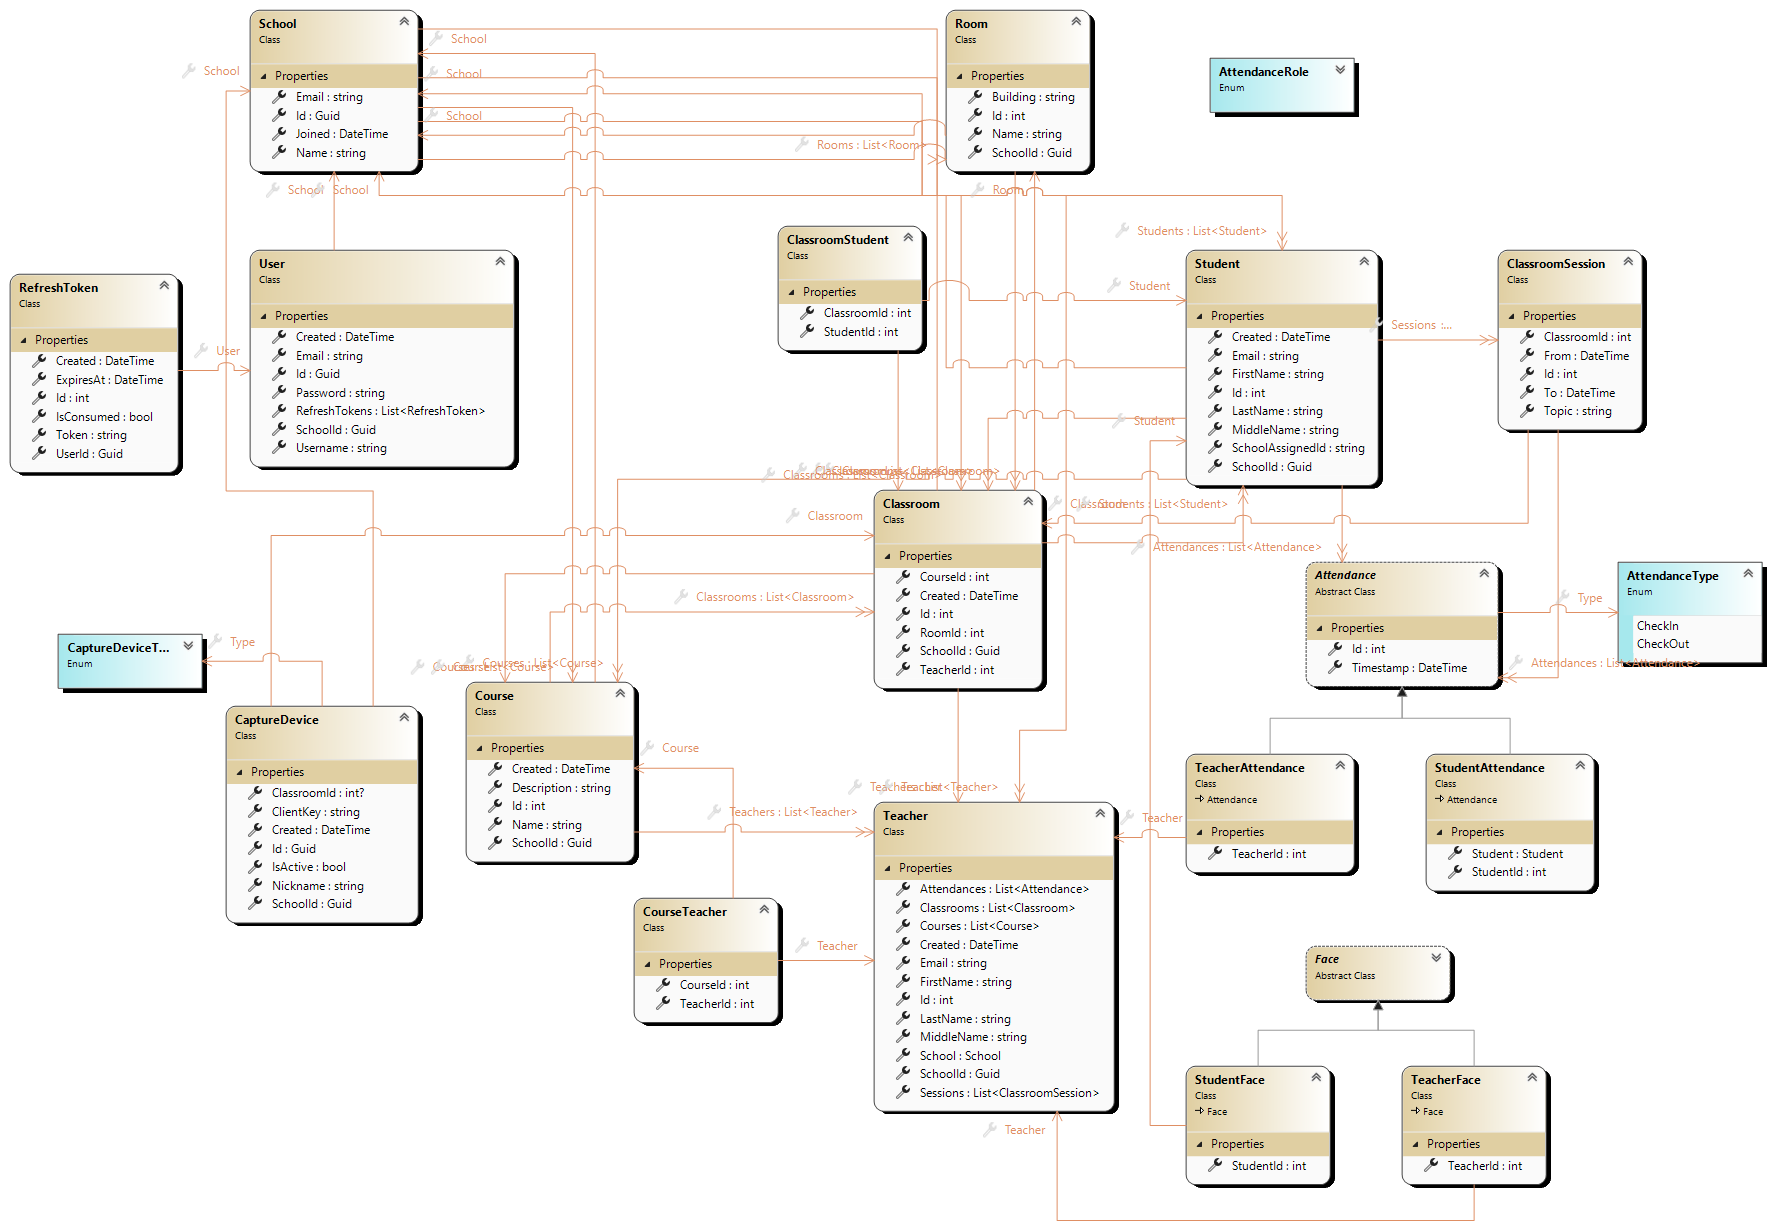 School
Class
Properties
Email : string
Id : Guid
Joined : DateTime
Name : string
Room
Class
Properties
Building : string
Id : int
Name : string
SchoolId : Guid
AttendanceRole
Enum
School
School
School
School
Rooms : List<Room>
School
School
Room
ClassroomStudent
Class
Properties
ClassroomId : int
StudentId : int
Students : List<Student>
Student
Student
Class
Properties
Created : DateTime
Email : string
FirstName : string
Id : int
LastName : string
MiddleName : string
SchoolAssignedId : string
SchoolId : Guid
Sessions :...
ClassroomSession
Class
Properties
ClassroomId : int
From : DateTime
Id : int
To : DateTime
Topic : string
RefreshToken
Class
Properties
Created : DateTime
ExpiresAt : DateTime
Id : int
IsConsumed : bool
Token : string
UserId : Guid
User
User
Class
Properties
Created : DateTime
Email : string
Id : Guid
Password : string
RefreshTokens : List<RefreshToken>
SchoolId : Guid
Username : string
Student
Classrooms : List<Classroom>
Classroom
Classroom
Class
Properties
CourseId : int
Created : DateTime
Id : int
RoomId : int
SchoolId : Guid
TeacherId : int
Classroom
Students : List<Student>
Attendances : List<Attendance>
Attendance
Abstract Class
Properties
Id : int
Timestamp : DateTime
Type
AttendanceType
Enum
CheckIn
CheckOut
Attendances : List<Attendance>
Classrooms : List<Classroom>
CaptureDeviceT...
Enum
Type
CaptureDevice
Class
Properties
ClassroomId : int?
ClientKey : string
Created : DateTime
Id : Guid
IsActive : bool
Nickname : string
SchoolId : Guid
Courses : List<Course>
Course
Class
Properties
Created : DateTime
Description : string
Id : int
Name : string
SchoolId : Guid
Course
Teachers : List<Teacher>
Teachers : List<Teacher>
Teacher
Teacher
Class
Properties
Attendances : List<Attendance>
Classrooms : List<Classroom>
Courses : List<Course>
Created : DateTime
Email : string
FirstName : string
Id : int
LastName : string
MiddleName : string
School : School
SchoolId : Guid
Sessions : List<ClassroomSession>
CourseTeacher
Class
Properties
CourseId : int
TeacherId : int
Teacher
Teacher
TeacherAttendance
Class
Attendance
Properties
TeacherId : int
StudentAttendance
Class
Attendance
Properties
Student : Student
StudentId : int
Face
Abstract Class
StudentFace
Class
Face
Properties
StudentId : int
TeacherFace
Class
Face
Properties
TeacherId : int
Teacher